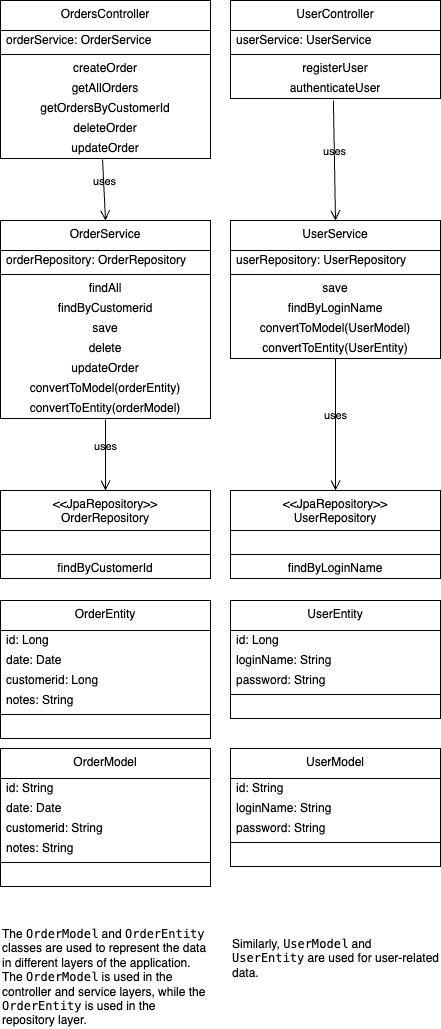 OrdersController
orderService: OrderService
createOrder
getAllOrders
getOrdersByCustomerId
deleteOrder
updateOrder
uses
OrderService
orderRepository: OrderRepository
findAll
findByCustomerid
save
delete
updateOrder
convertToModel(orderEntity)
convertToEntity(orderModel)
uses
<<JpaRepository>>
OrderRepository
findByCustomerId
OrderEntity
id: Long
date: Date
customerid: Long
notes: String
OrderModel
id: String
date: Date
customerid: String
notes: String
The OrderModel and OrderEntity
classes are used to represent the data
in different layers of the application.
The OrderModel is used in the
controller and service layers, while the
OrderEntity is used in the
repository layer.
UserController
userService: UserService
registerUser
authenticateUser
uses
UserService
userRepository: UserRepository
save
findByLoginName
convertToModel(UserModel)
convertToEntity(UserEntity)
uses
<<JpaRepository>>
UserRepository
findByLoginName
UserEntity
id: Long
loginName: String
password: String
UserModel
id: String
loginName: String
password: String
Similarly, UserModel and
UserEntity are used for user-related
data.